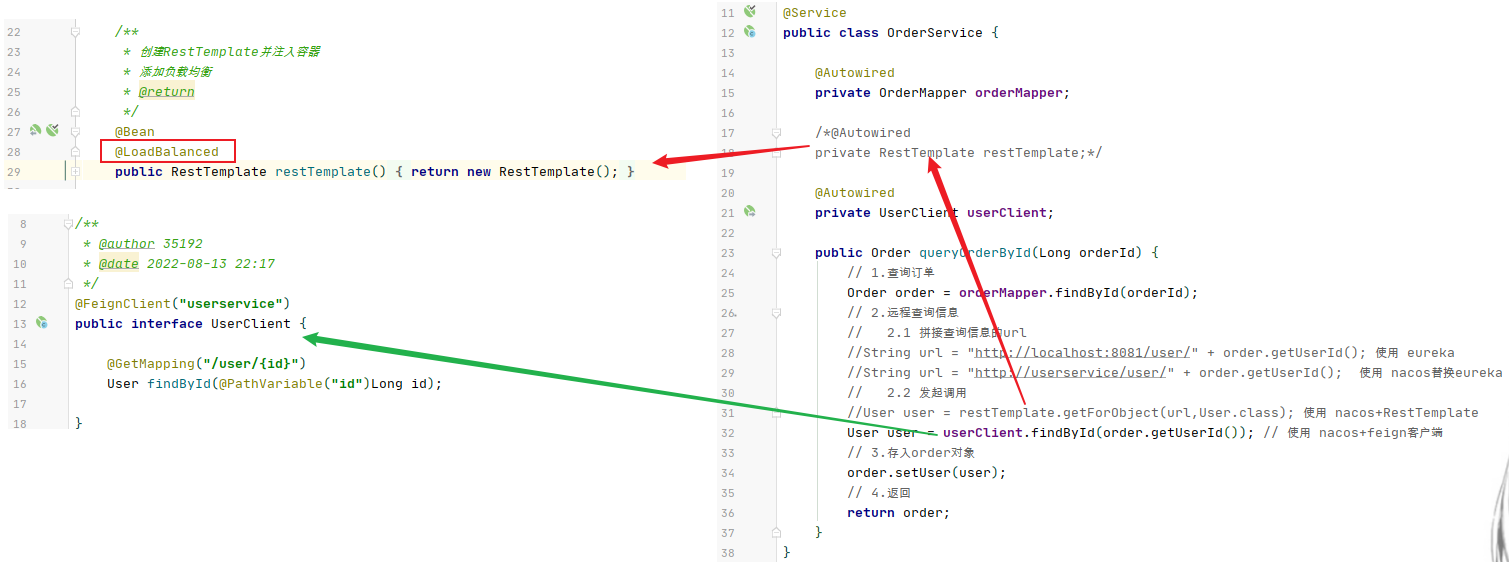 22 /**
23 * 创建RestTemplate并注入容器
24 * 添加负载均衡
25 * @return
26 */
27 @Bean
28 @LoadBalanced
29 public RestTemplate restTemplate() { return new RestTemplate(); }
8 /**
9 * @author 35192
10 * @date 2022-08-13 22:17
11 */
12 @FeignClient("userservice")
13 public interface UserClient {
14
15 @GetMapping("/user/{id}")
16 User findById(@PathVariable("id")Long id);
17
18 }
11 @Service
12 public class OrderService {
13
14 @Autowired
15 private OrderMapper orderMapper;
16
17 /*@Autowired
18 private RestTemplate restTemplate;*/
19
20 @Autowired
21 private UserClient userClient;
22
23 public Order queryOrderById(Long orderId) {
24 // 1.查询订单
25 Order order = orderMapper.findById(orderId);
26 // 2.远程查询信息
27 // 2.1 拼接查询信息的url
28 //String url = "http://localhost:8081/user/" + order.getUserId(); 使用 eureka
29 //String url = "http://userservice/user/" + order.getUserId(); 使用 nacos替换eureka
30 // 2.2 发起调用
31 //User user = restTemplate.getForObject(url,User.class); 使用 nacos+RestTemplate
32 User user = userClient.findById(order.getUserId()); // 使用 nacos+feign客户端
33 // 3.存入order对象
34 order.setUser(user);
35 // 4.返回
36 return order;
37 }
38 }